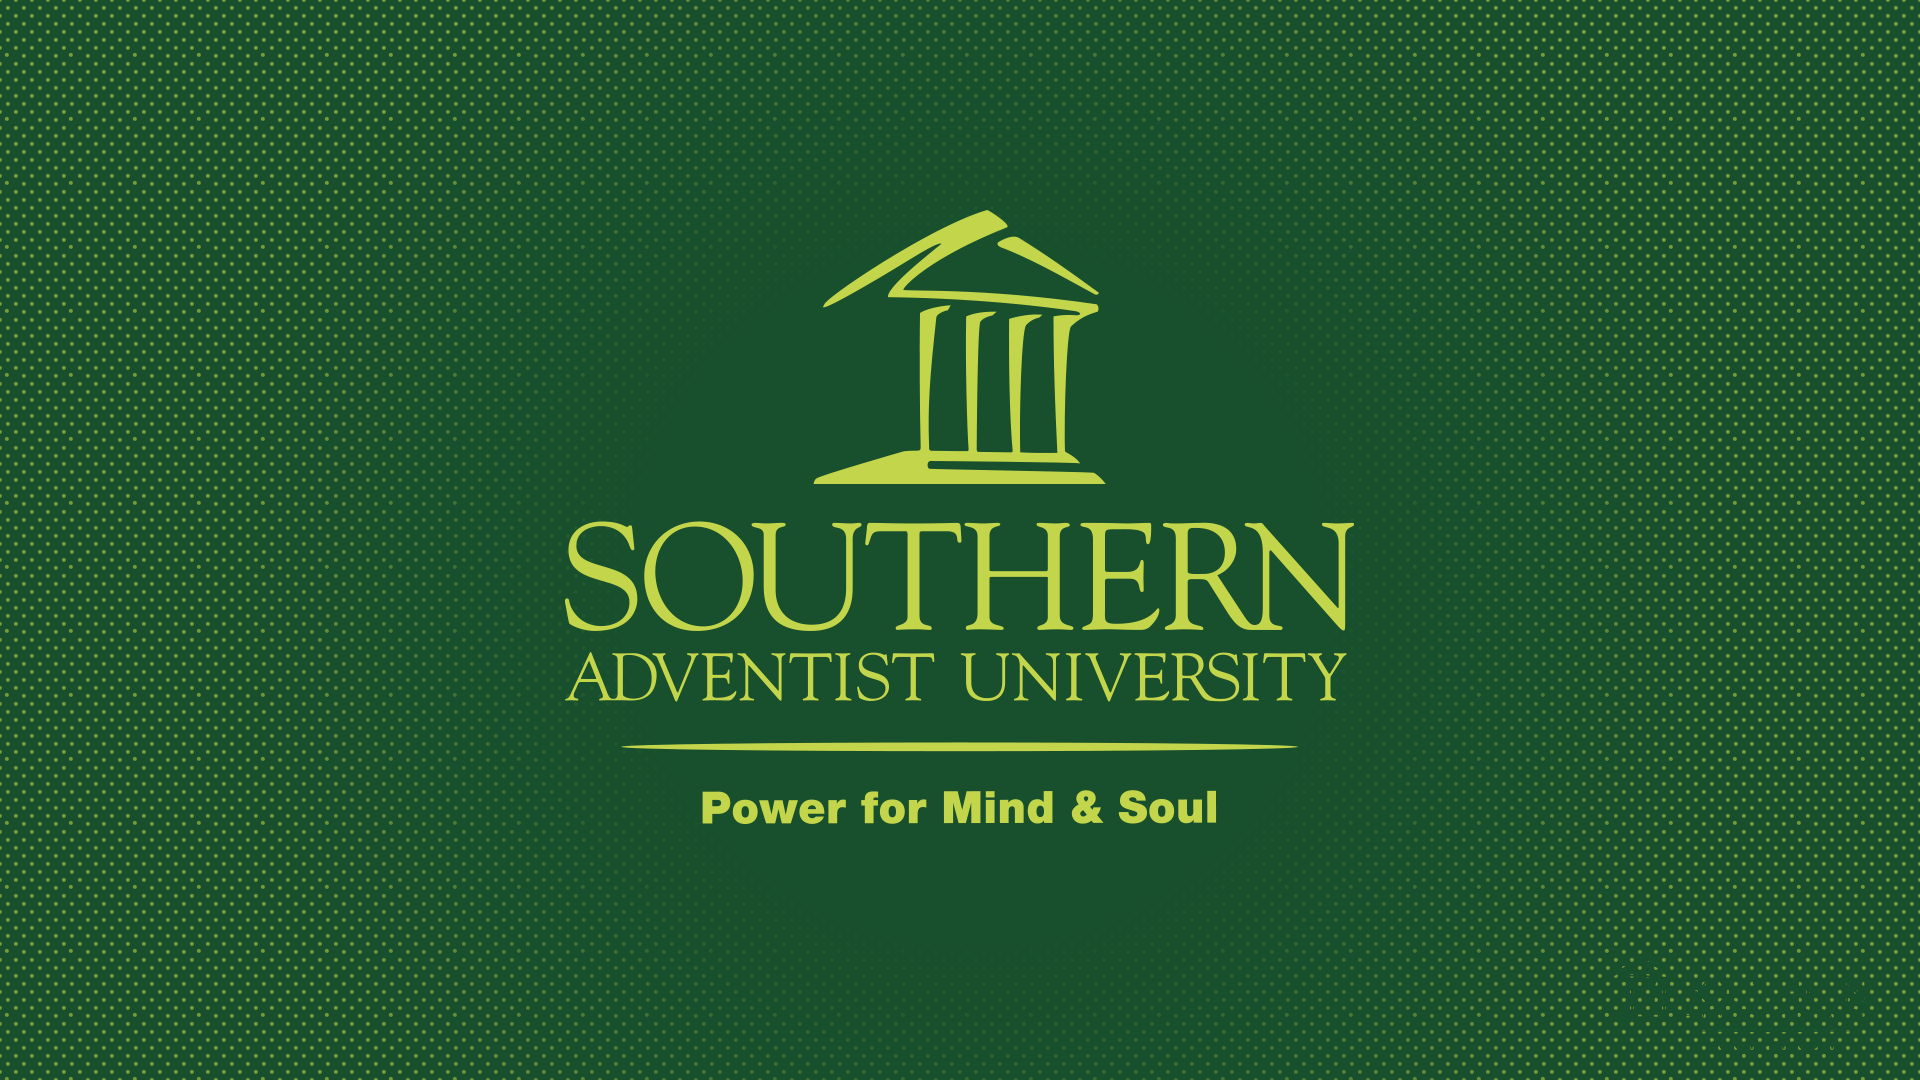 SOUTHERN
ADVENTIST UNIVERSITY
Power for Mind & Soul